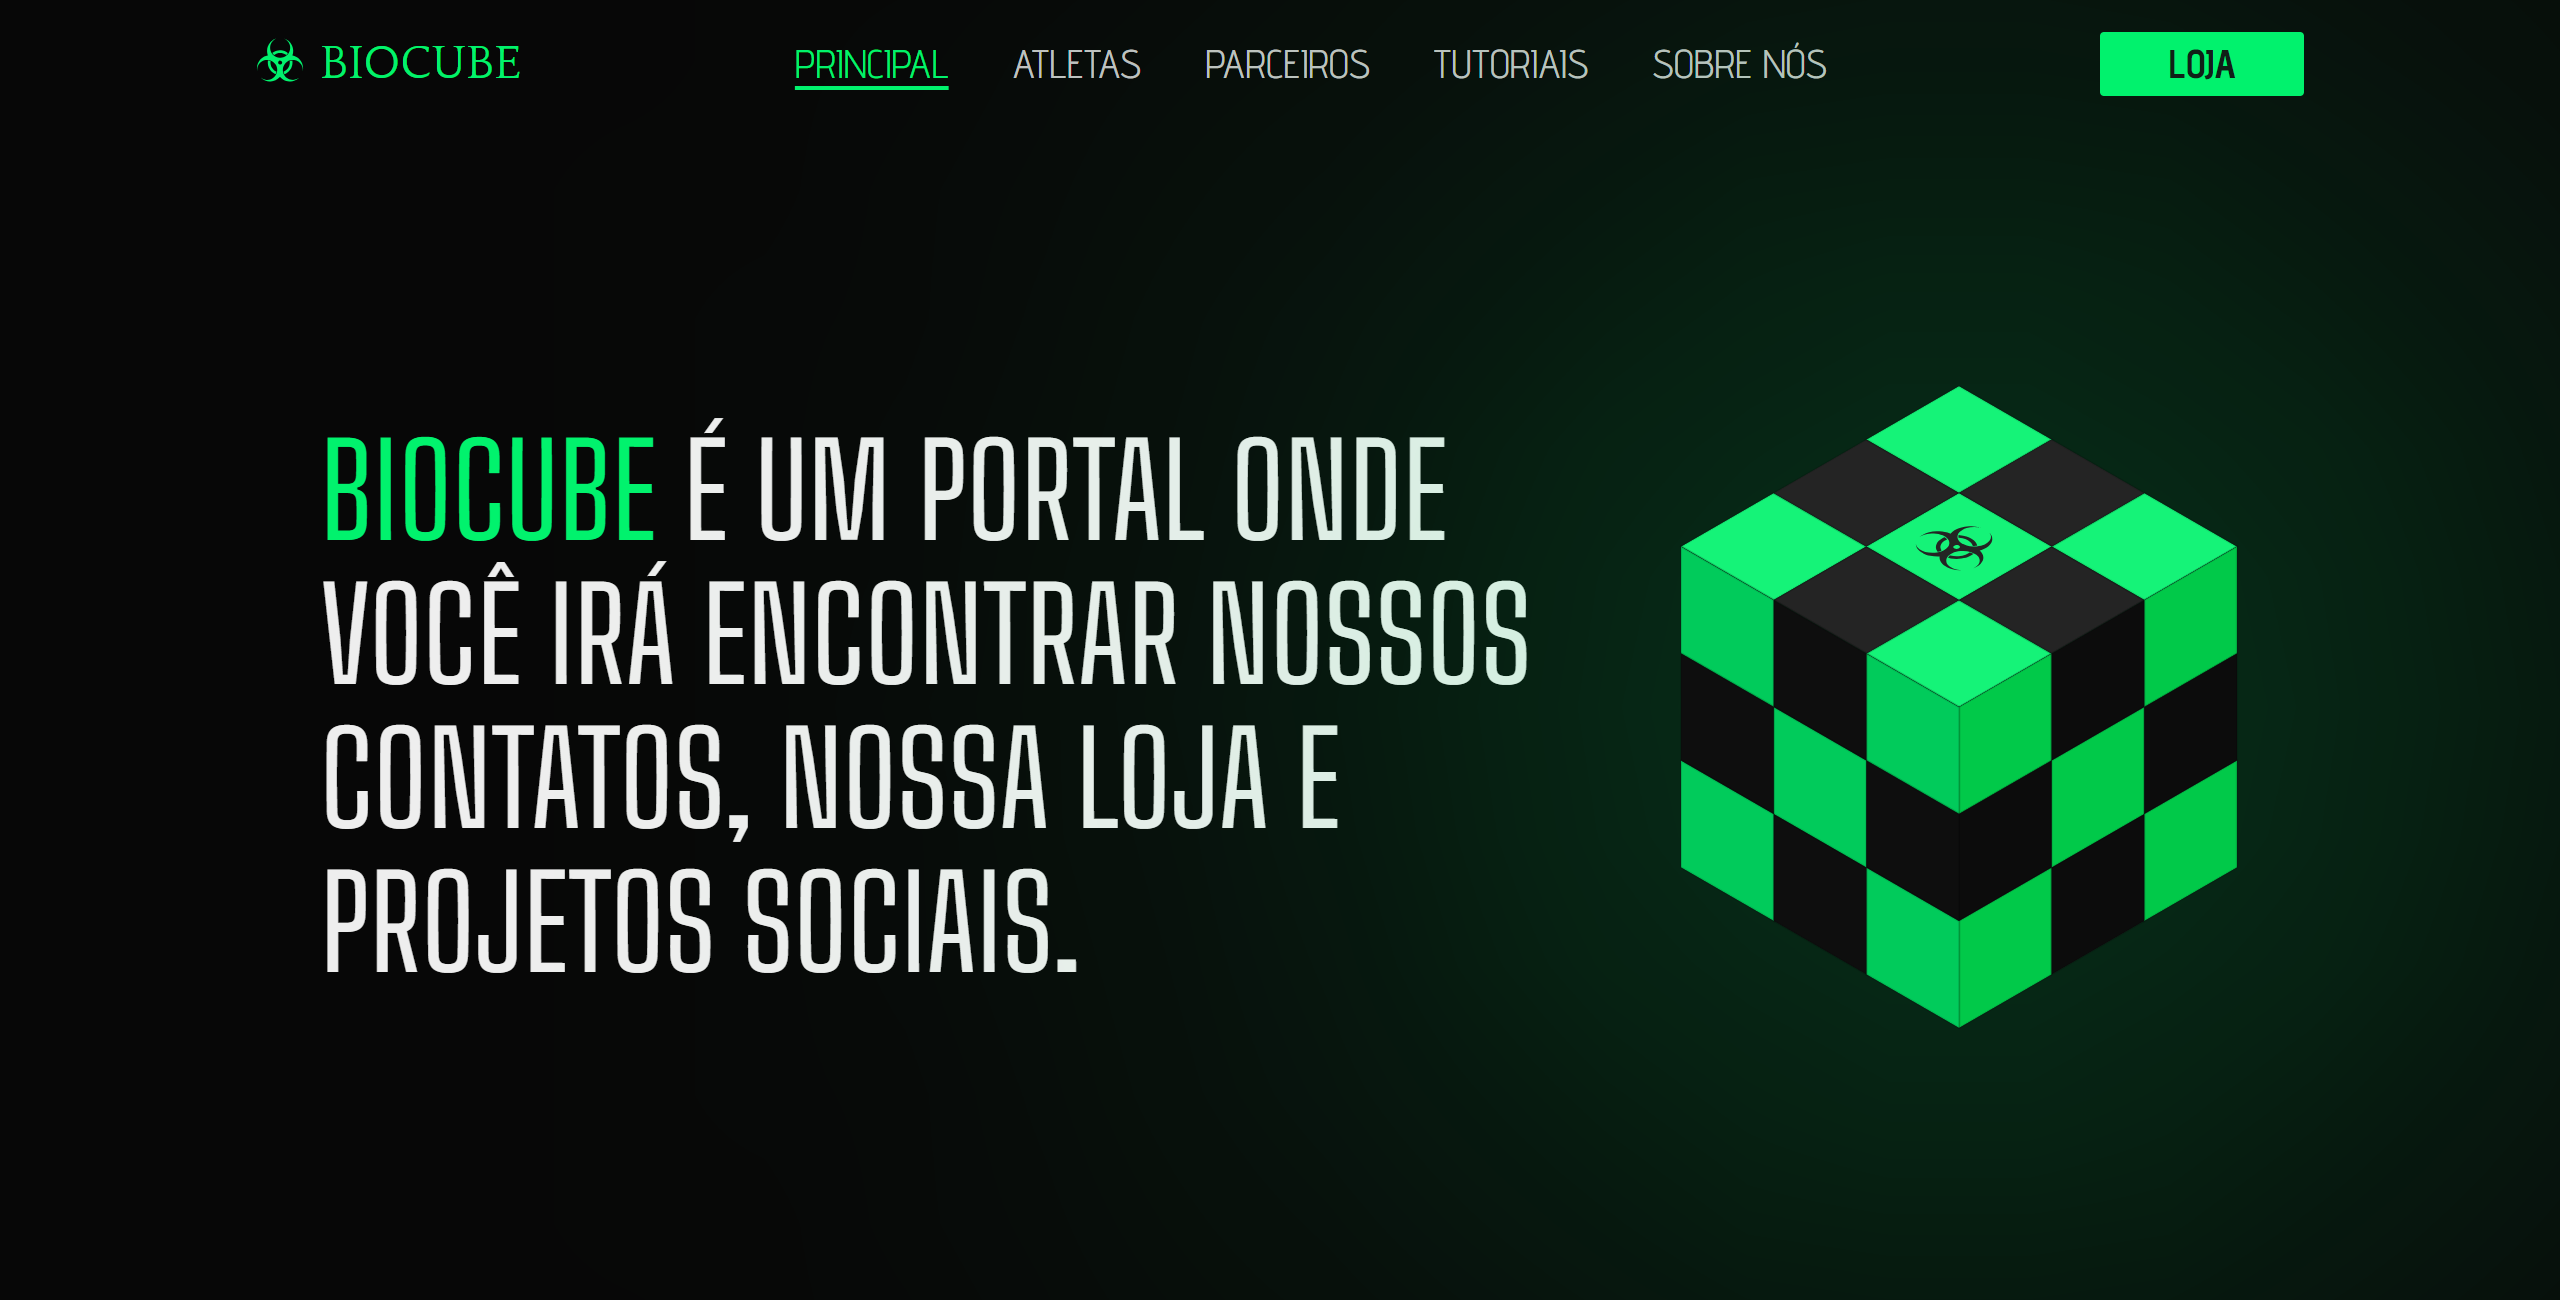 ☣ BIOCUBE
PRINCIPAL
ATLETAS
PARCEIROS
TUTORIAIS
SOBRE NÓS
LOJA
BIOCUBE É UM PORTAL ONDE
VOCÊ IRÁ ENCONTRAR NOSSOS
CONTATOS, NOSSA LOJA E
PROJETOS SOCIAIS.